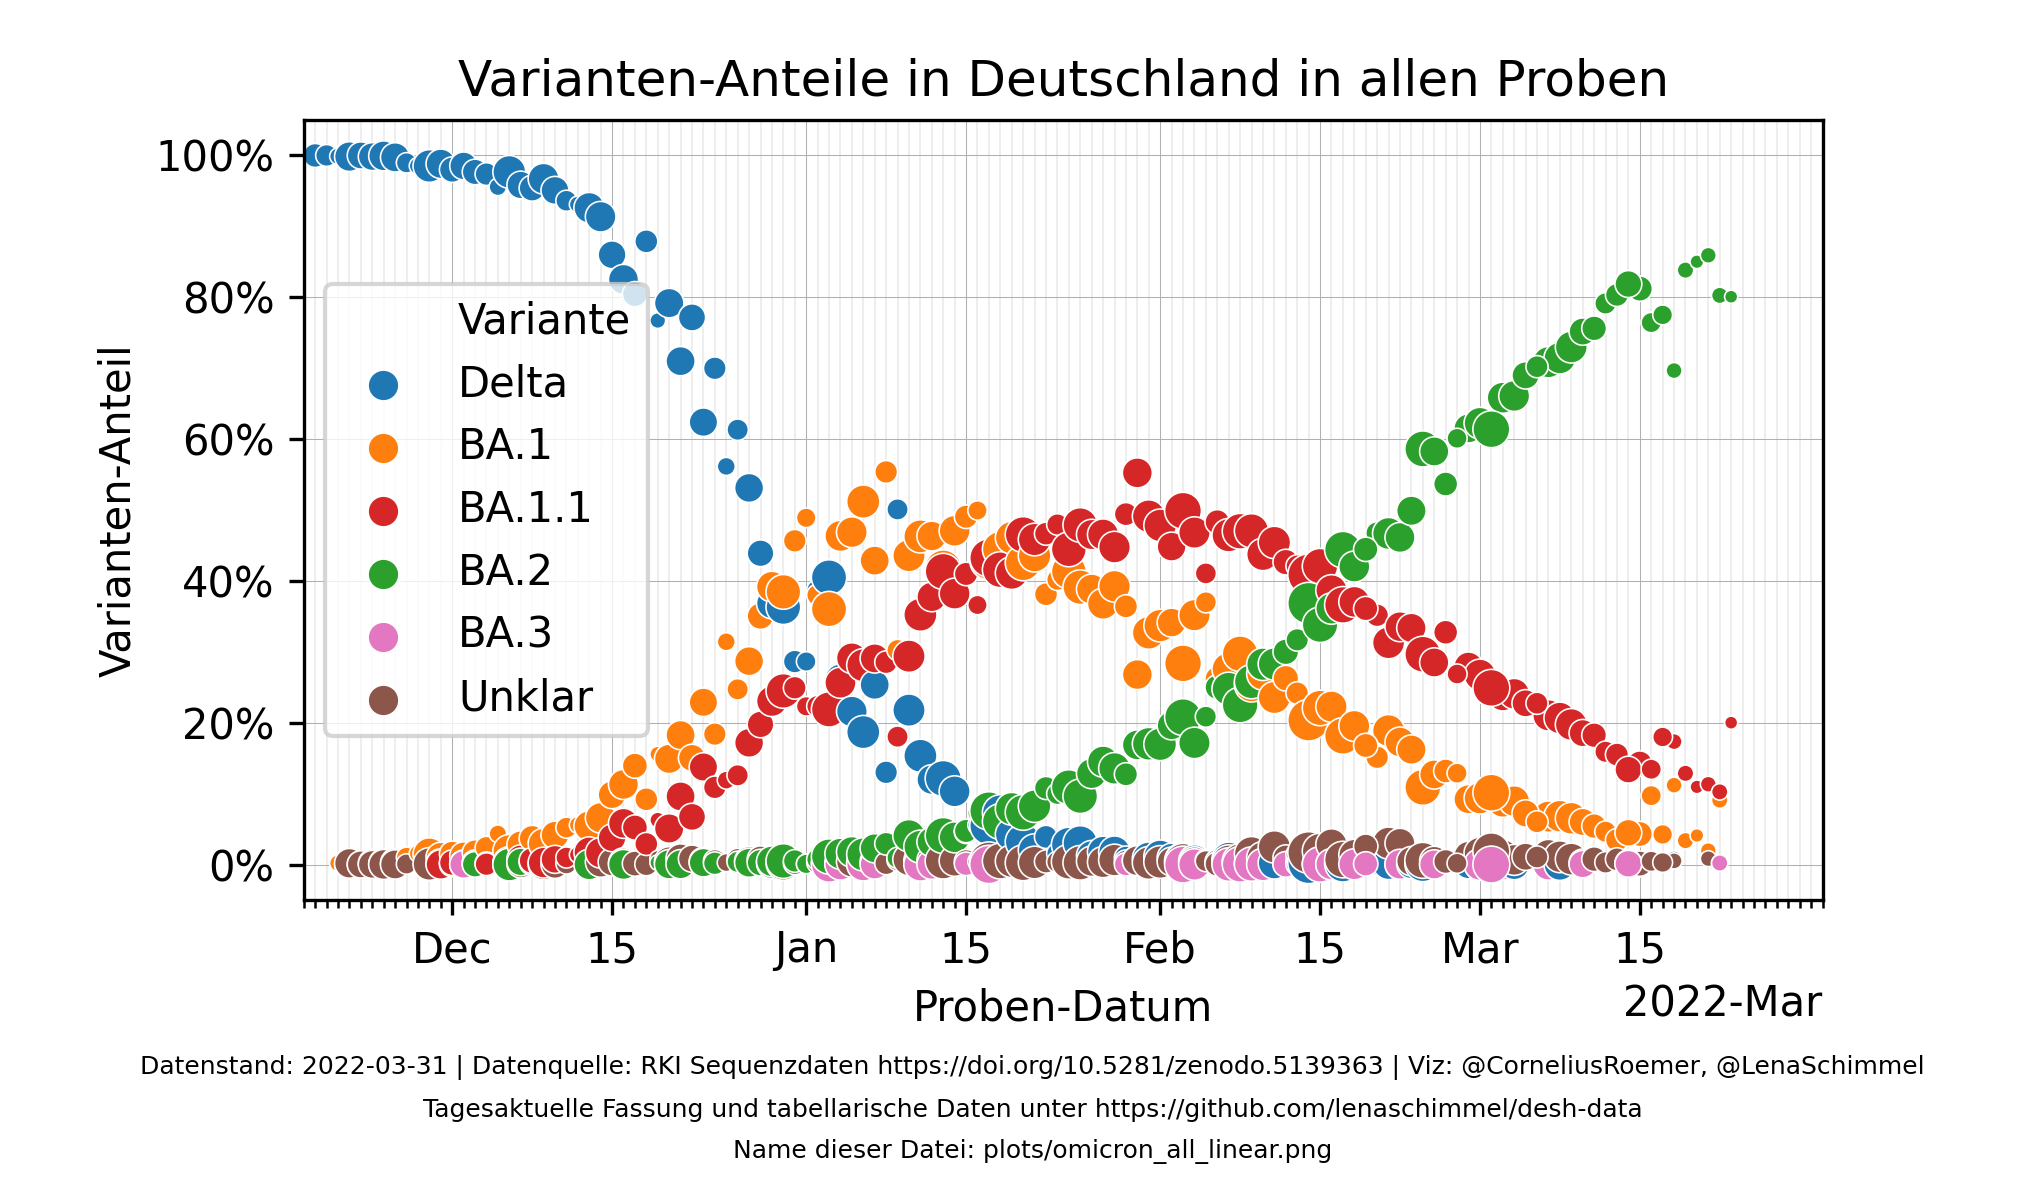 Varianten-Anteile in Deutschland in allen Proben
100%
80%
60%
40%
20%
0%
Varianten-Anteil
Variante
Delta
BA.1
BA.1.1
BA.2
BA.3
Unklar
Dec 15 Jan 15 Feb 15 Mar 15
Proben-Datum
2022-Mar
Datenstand: 2022-03-31 | Datenquelle: RKI Sequenzdaten https://doi.org/10.5281/zenodo.5139363 | Viz: @CorneliusRoemer, @LenaSchimmel
Tagesaktuelle Fassung und tabellarische Daten unter https://github.com/lenaschimmel/desh-data
Name dieser Datei: plots/omicron_all_linear.png